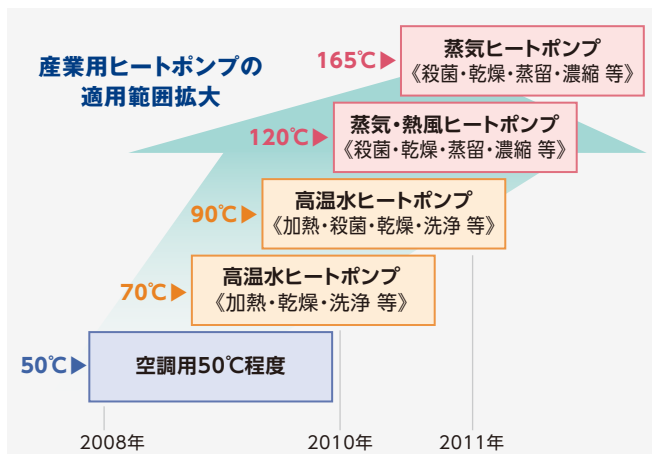 産業用ヒートポンプの
適用範囲拡大
165℃▶
蒸気ヒートポンプ
《殺菌・乾燥・蒸留・濃縮 等》
120℃▶
蒸気・熱風ヒートポンプ
《殺菌・乾燥・蒸留・濃縮 等》
90℃▶
高温水ヒートポンプ
《加熱・殺菌・乾燥・洗浄 等》
70℃▶
高温水ヒートポンプ
《加熱・乾燥・洗浄 等》
50℃▶
空調用50℃程度
2008年
2010年
2011年